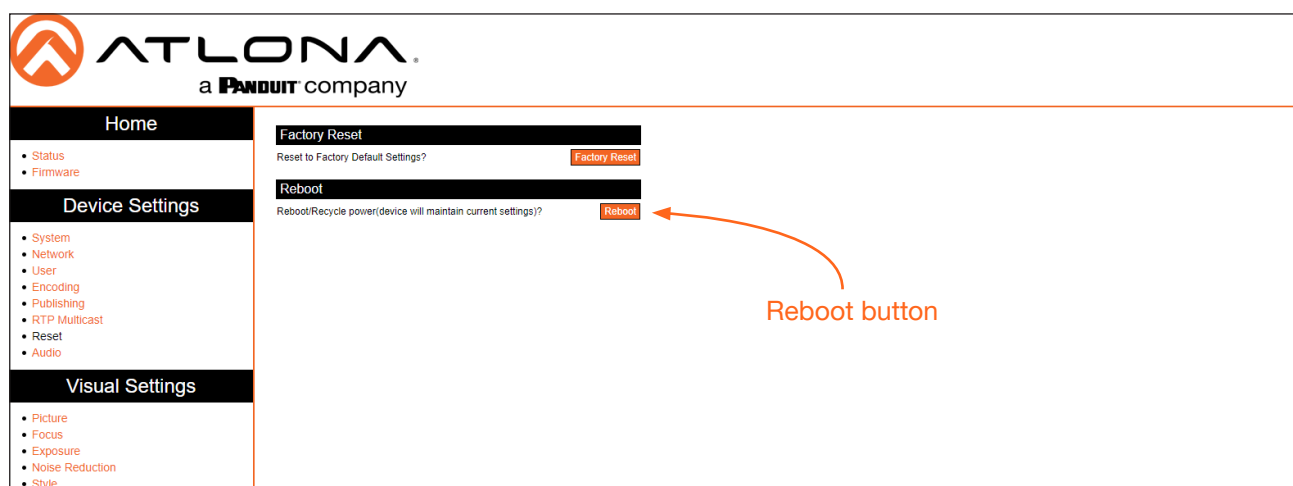 ATLONA.
a PANDUIT company
Home
Status
Firmware
Device Settings
System
Network
User
Encoding
Publishing
RTP Multicast
Reset
Audio
Visual Settings
Picture
Focus
Exposure
Noise Reduction
Style
Factory Reset
Reset to Factory Default Settings? Factory Reset
Reboot
Reboot/Recycle power(device will maintain current settings)? Reboot
Reboot button